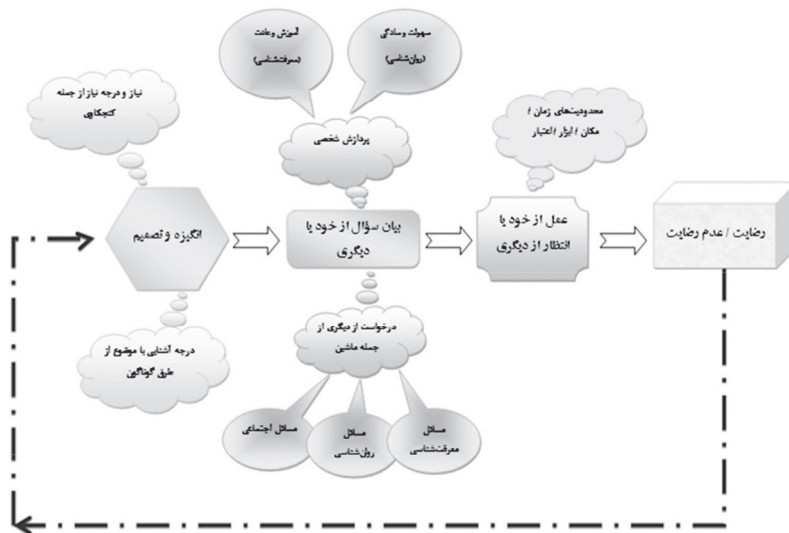 آموزش و عادت
(معرفت‌شناسی)
سهولت و سادگی
(روان‌شناسی)
نیاز و درجه نیاز از جمله
کنجکاوی
پردازش شخصی
محدودیت‌های زمان /
مکان / ابزار / اعتبار
انگیزه و تصمیم
بیان سؤال از خود یا
دیگری
عمل از خود یا
انتظار از دیگری
رضایت / عدم رضایت
درجه آشنایی با موضوع از
طرق گوناگون
درخواست از دیگری از
جمله ماشین
مسائل اجتماعی
مسائل
روان‌شناسی
مسائل
معرفت‌شناسی